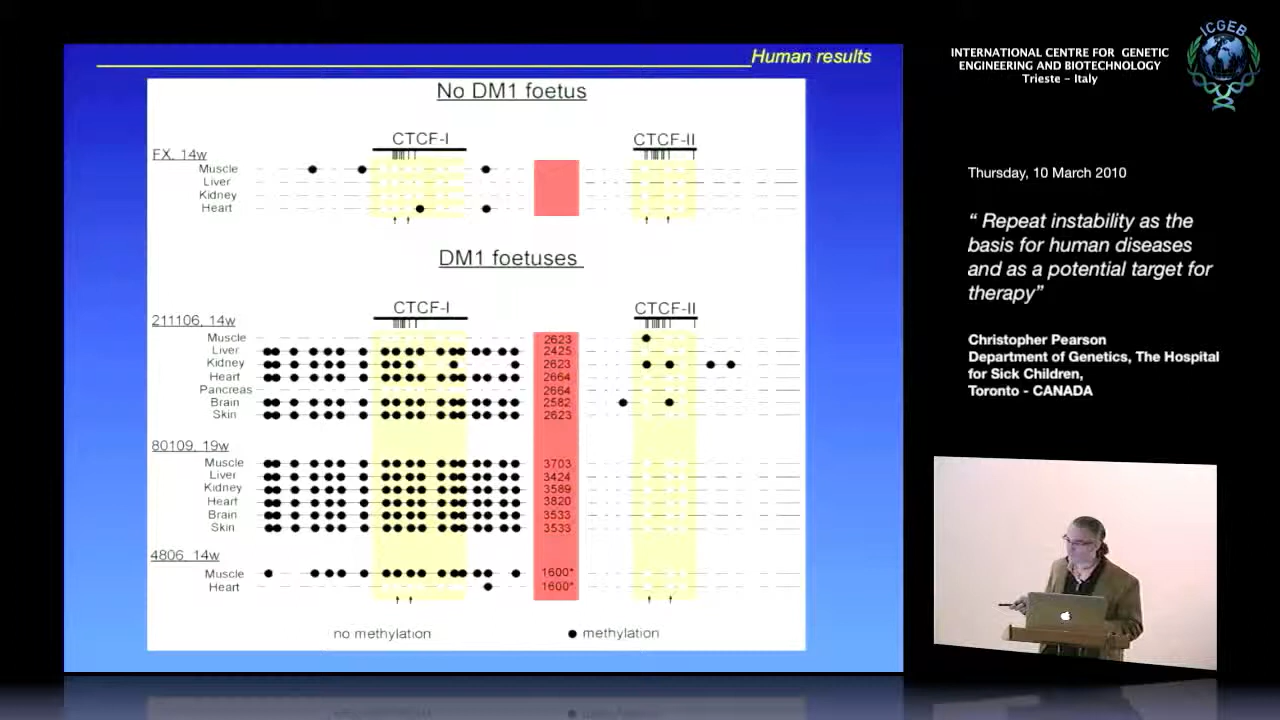 Human results
No DM1 foetus
CTCF-I
CTCF-II
FX, 14w
Muscle
Liver
Kidney
Heart
DM1 foetuses
CTCF-I
CTCF-II
211106, 14w
Muscle 2623
Liver 2425
Kidney 2623
Heart 2664
Pancreas 2664
Brain 2582
Skin 2623
80109, 19w
Muscle 3703
Liver 3424
Kidney 3589
Heart 3820
Brain 3533
Skin 3533
4806, 14w
Muscle 1600*
Heart 1600*
no methylation
methylation
INTERNATIONAL CENTRE FOR GENETIC
ENGINEERING AND BIOTECHNOLOGY
Trieste - Italy
ICGEB
Thursday, 10 March 2010
“ Repeat instability as the
basis for human diseases
and as a potential target for
therapy”
Christopher Pearson
Department of Genetics, The Hospital
for Sick Children,
Toronto - CANADA